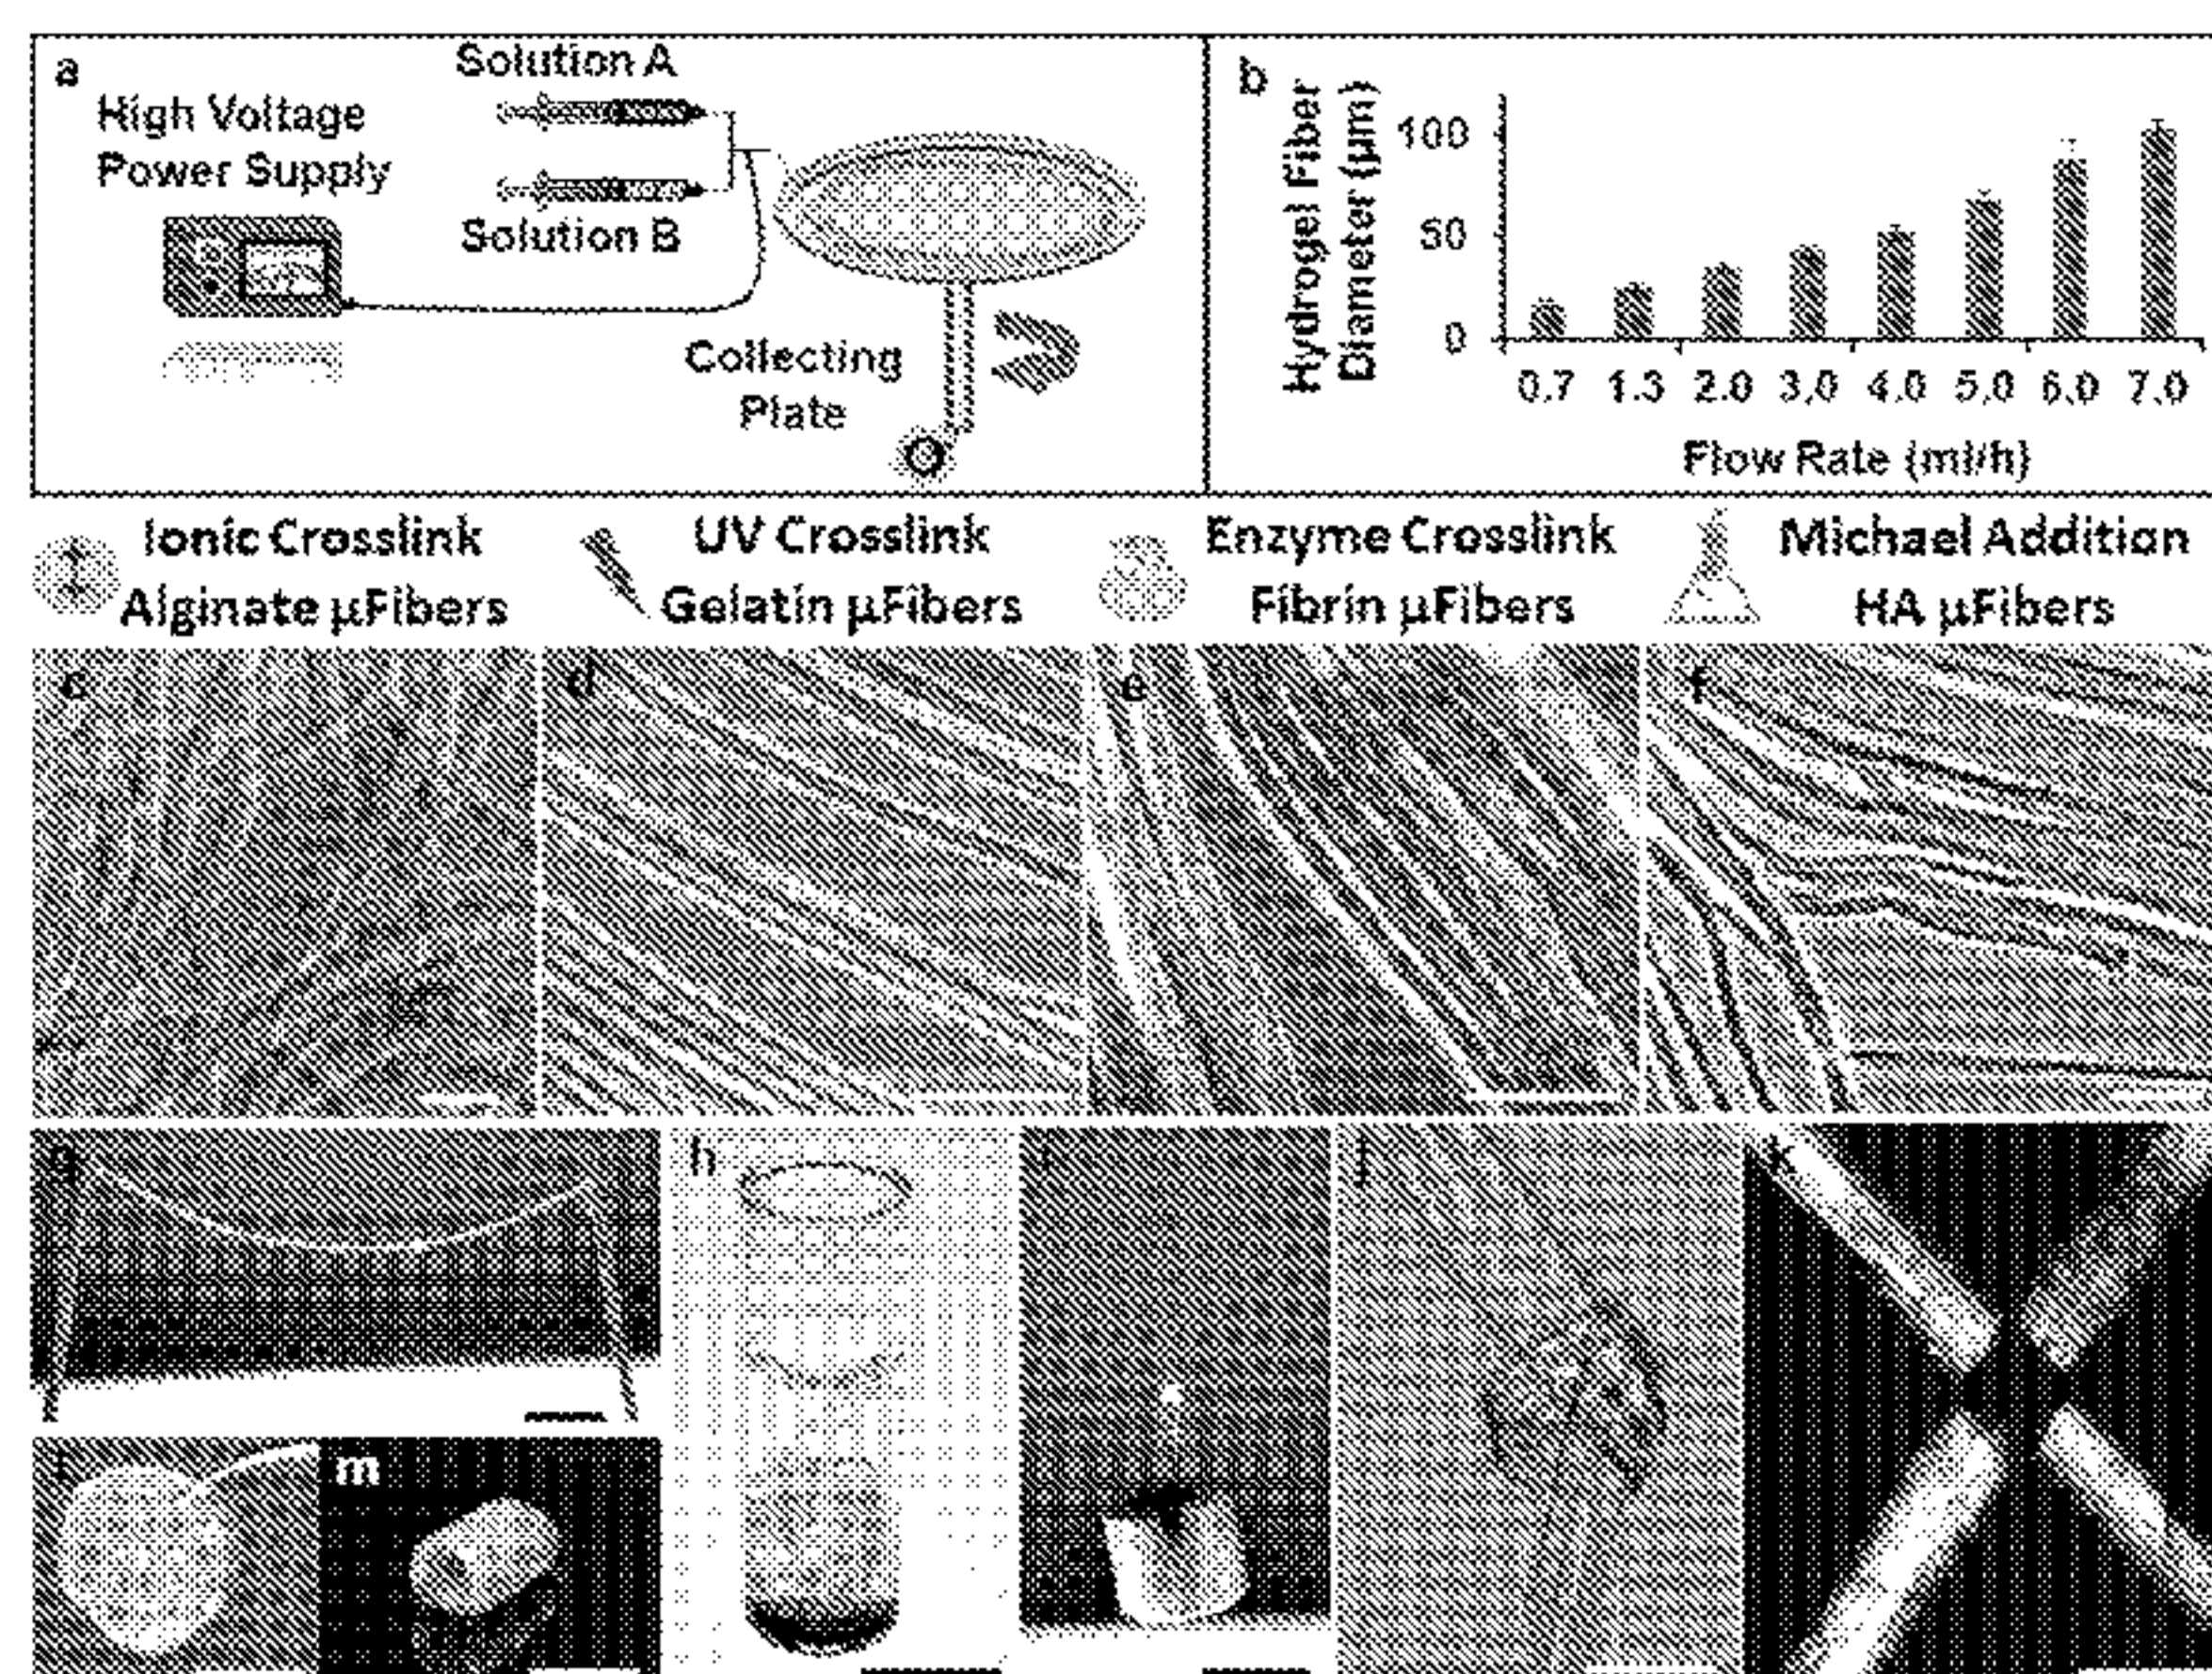 a
Solution A
High Voltage
Power Supply
Solution B
Collecting
Plate
b
Hydrogel Fiber
Diameter (μm)
100
50
0
0.7 1.3 2.0 3.0 4.0 5.0 6.0 7.0
Flow Rate (ml/h)
Ionic Crosslink
Alginate μFibers
UV Crosslink
Gelatin μFibers
Enzyme Crosslink
Fibrin μFibers
Michael Addition
HA μFibers
c
d
e
f
g
h
i
j
k
l
m